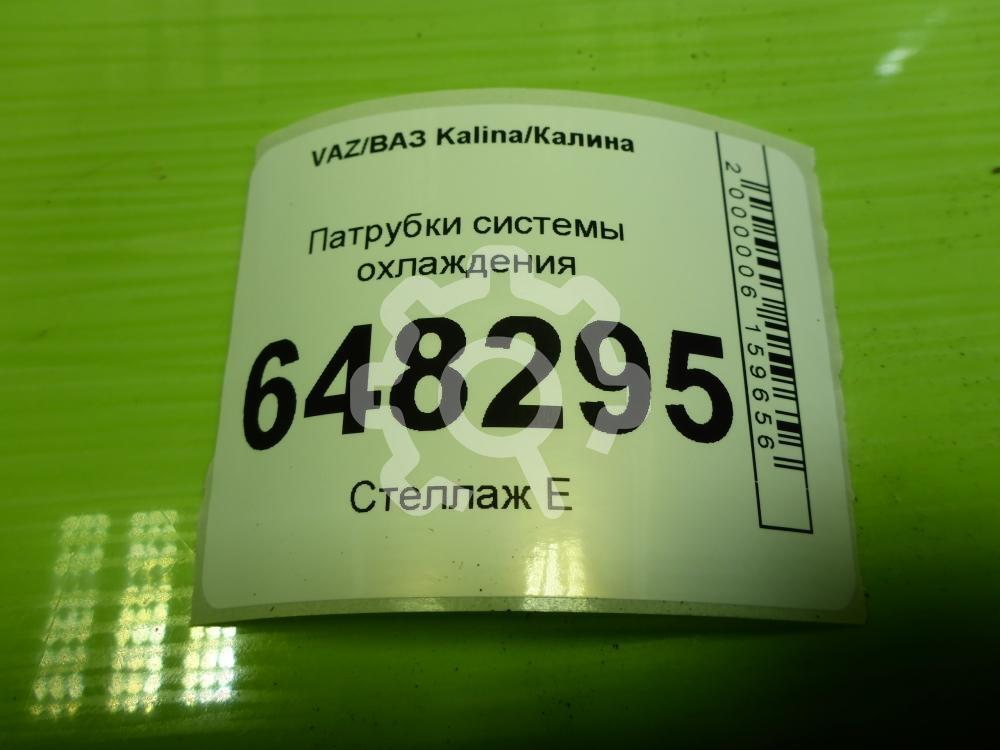 VAZ/ВАЗ Kalina/Калина
Патрубки системы
охлаждения
648295
Стеллаж Е
2000006159656